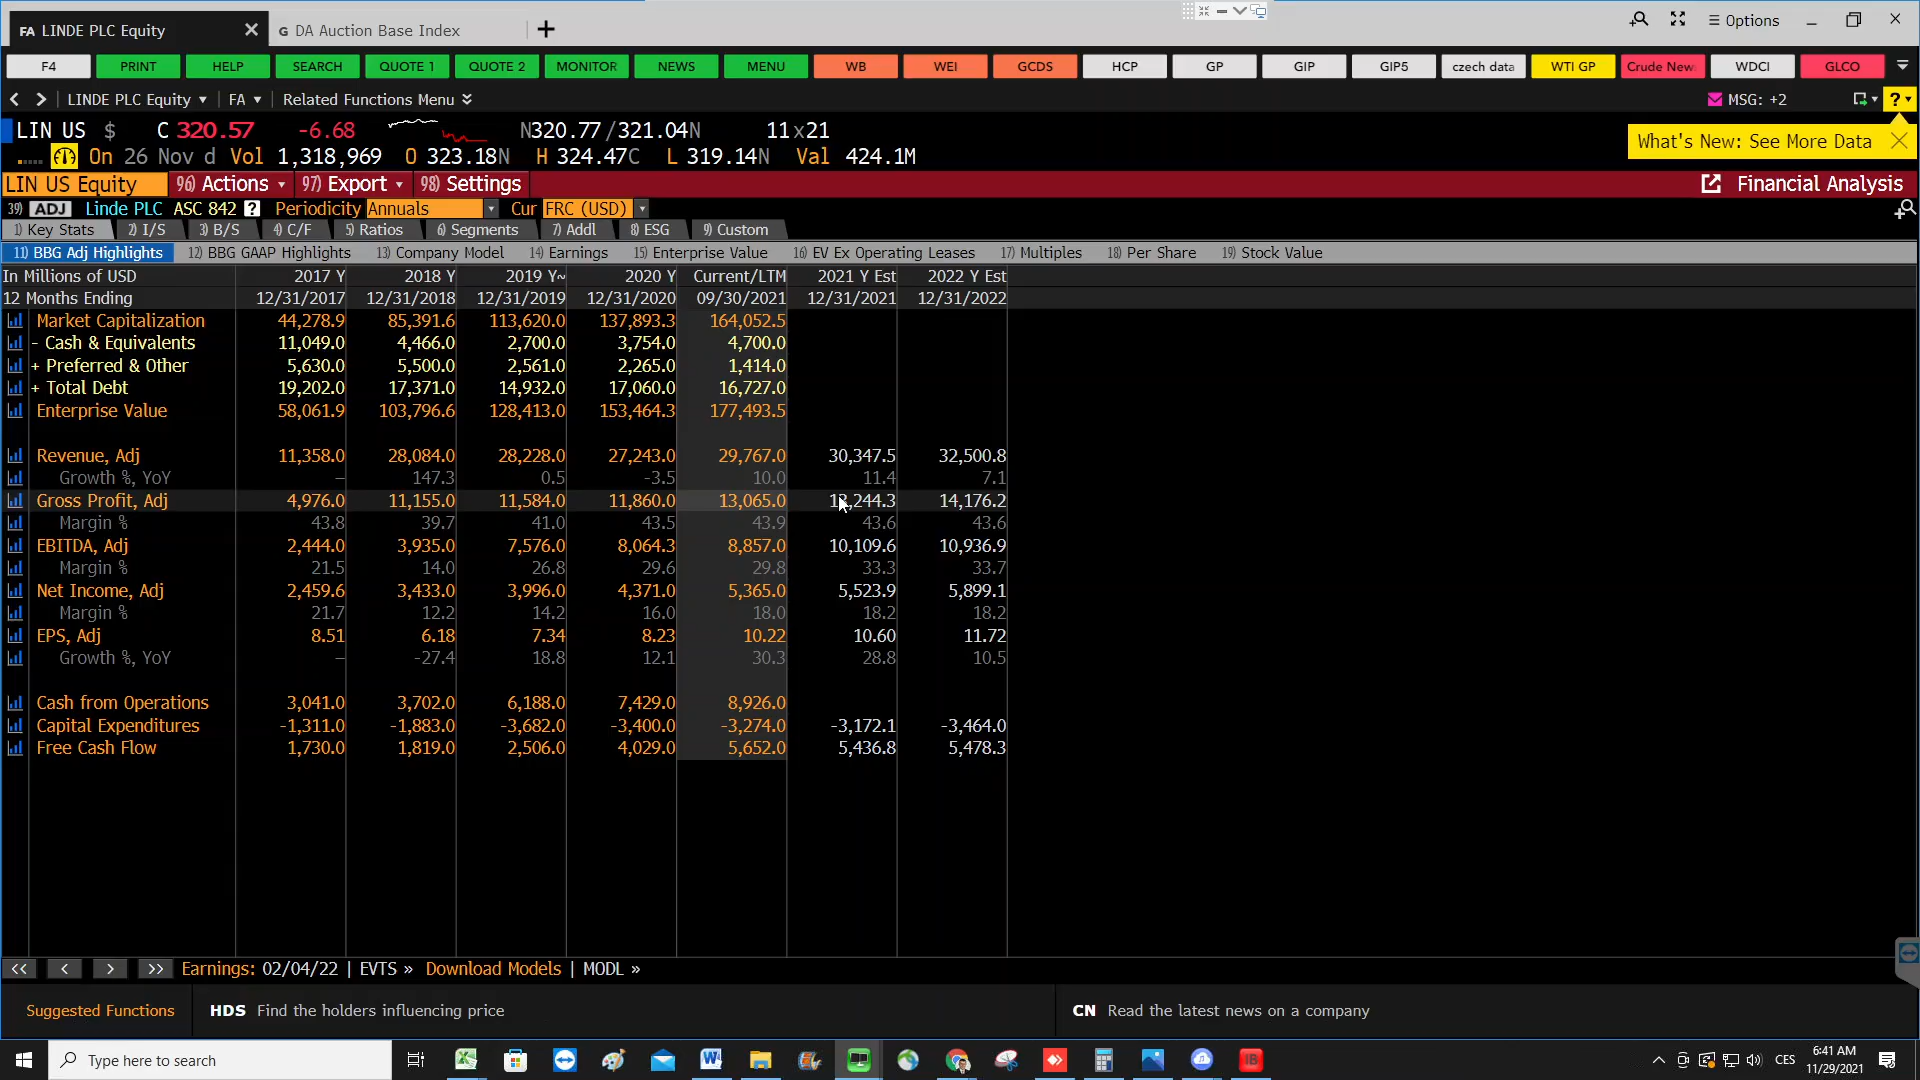 FA LINDE PLC Equity
G DA Auction Base Index
Options
F4 PRINT HELP SEARCH QUOTE 1 QUOTE 2 MONITOR NEWS MENU WB WEI GCDS HCP GP GIP GIP5 czech data WTI GP Crude New WDCI GLCO
LINDE PLC Equity FA Related Functions Menu MSG: +2 ?
LIN US $ C 320.57 -6.68 N320.77/321.04N 11x21
On 26 Nov d Vol 1,318,969 O 323.18N H 324.47C L 319.14N Val 424.1M
What's New: See More Data
LIN US Equity 96) Actions 97) Export 98) Settings Financial Analysis
39) ADJ Linde PLC ASC 842 ? Periodicity Annuals Cur FRC (USD)
1) Key Stats 2) I/S 3) B/S 4) C/F 5) Ratios 6) Segments 7) Addl 8) ESG 9) Custom
11) BBG Adj Highlights 12) BBG GAAP Highlights 13) Company Model 14) Earnings 15) Enterprise Value 16) EV Ex Operating Leases 17) Multiples 18) Per Share 19) Stock Value
In Millions of USD 2017 Y 2018 Y 2019 Y~ 2020 Y Current/LTM 2021 Y Est 2022 Y Est
12 Months Ending 12/31/2017 12/31/2018 12/31/2019 12/31/2020 09/30/2021 12/31/2021 12/31/2022
Market Capitalization 44,278.9 85,391.6 113,620.0 137,893.3 164,052.5
- Cash & Equivalents 11,049.0 4,466.0 2,700.0 3,754.0 4,700.0
+ Preferred & Other 5,630.0 5,500.0 2,561.0 2,265.0 1,414.0
+ Total Debt 19,202.0 17,371.0 14,932.0 17,060.0 16,727.0
Enterprise Value 58,061.9 103,796.6 128,413.0 153,464.3 177,493.5
Revenue, Adj 11,358.0 28,084.0 28,228.0 27,243.0 29,767.0 30,347.5 32,500.8
Growth %, YoY – 147.3 0.5 -3.5 10.0 11.4 7.1
Gross Profit, Adj 4,976.0 11,155.0 11,584.0 11,860.0 13,065.0 14,176.2
Margin % 43.8 39.7 41.0 43.5 43.9 43.6 43.6
EBITDA, Adj 2,444.0 3,935.0 7,576.0 8,064.3 8,857.0 10,109.6 10,936.9
Margin % 21.5 14.0 26.8 29.6 29.8 33.3 33.7
Net Income, Adj 2,459.6 3,433.0 3,996.0 4,371.0 5,365.0 5,523.9 5,899.1
Margin % 21.7 12.2 14.2 16.0 18.0 18.2 18.2
EPS, Adj 8.51 6.18 7.34 8.23 10.22 10.60 11.72
Growth %, YoY – -27.4 18.8 12.1 30.3 28.8 10.5
Cash from Operations 3,041.0 3,702.0 6,188.0 7,429.0 8,926.0
Capital Expenditures -1,311.0 -1,883.0 -3,682.0 -3,400.0 -3,274.0 -3,172.1 -3,464.0
Free Cash Flow 1,730.0 1,819.0 2,506.0 4,029.0 5,652.0 5,436.8 5,478.3
<< < > >> Earnings: 02/04/22 | EVTS » Download Models | MODL »
Suggested Functions HDS Find the holders influencing price CN Read the latest news on a company
Type here to search
IB
CES
6:41 AM
11/29/2021